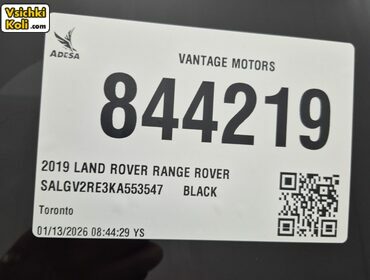 Vsichki
Koli.com
ADESA
VANTAGE MOTORS
844219
2019 LAND ROVER RANGE ROVER
SALGV2RE3KA553547 BLACK
Toronto
01/13/2026 08:44:29 YS